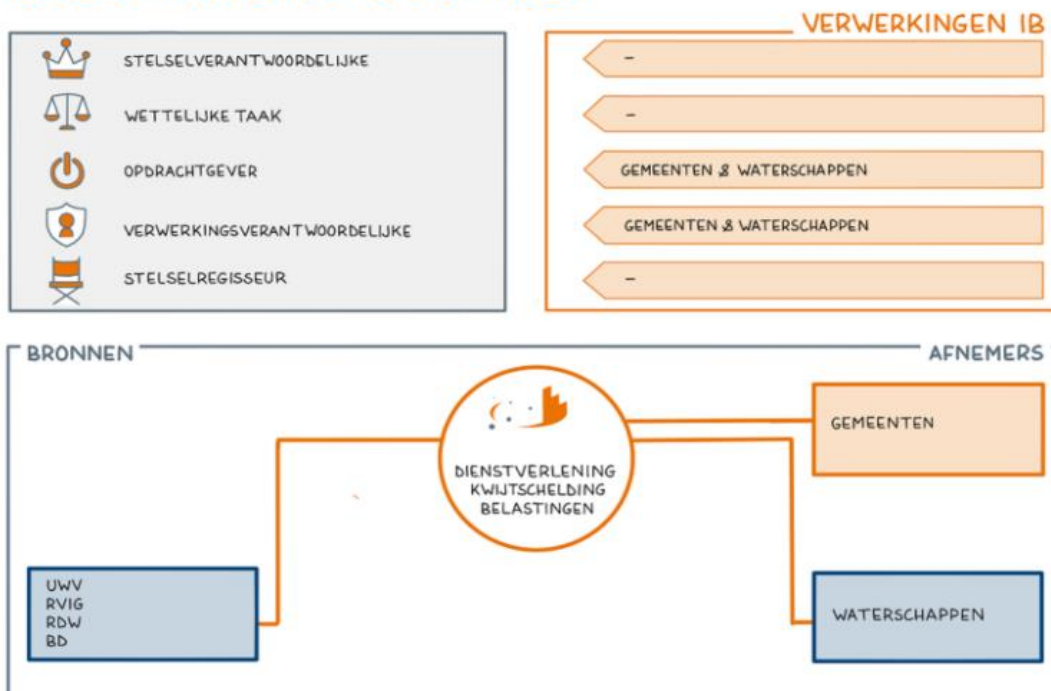 VERWERKINGEN IB
STELSELVERANTWOORDELIJKE
-
WETTELIJKE TAAK
-
OPDRACHTGEVER
GEMEENTEN & WATERSCHAPPEN
VERWERKINGSVERANTWOORDELIJKE
GEMEENTEN & WATERSCHAPPEN
STELSELREGISSEUR
-
BRONNEN
AFNEMERS
GEMEENTEN
DIENSTVERLENING
KWIJTSCHELDING
BELASTINGEN
UWV
RVIG
RDW
BD
WATERSCHAPPEN